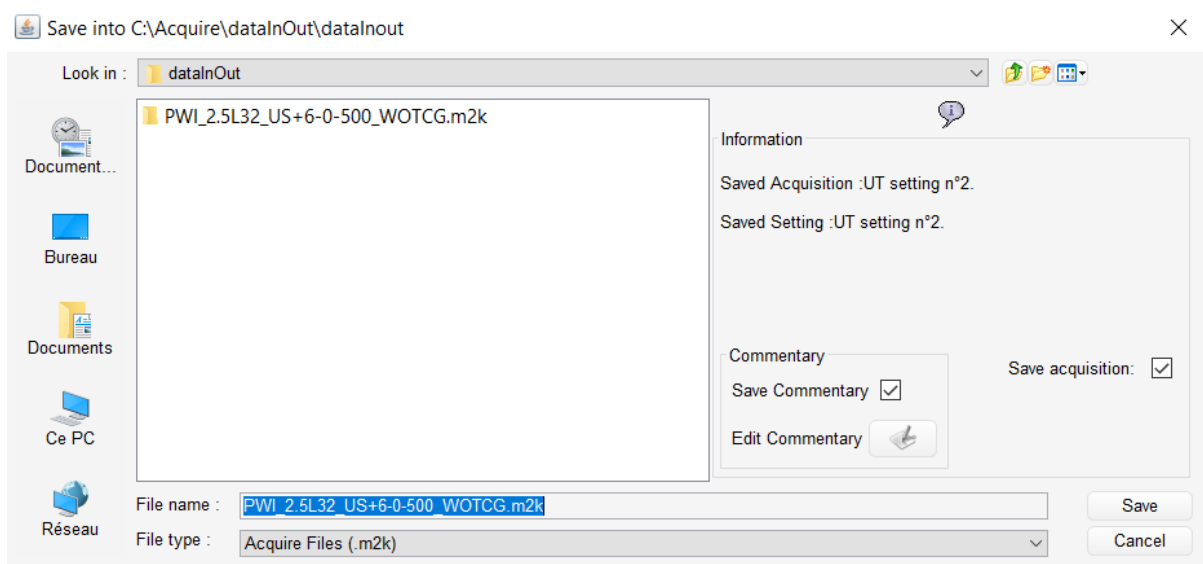 Save into C:\Acquire\dataInOut\dataInout
Look in :
dataInOut
PWI_2.5L32_US+6-0-500_WOTCG.m2k
Document...
Bureau
Documents
Ce PC
Réseau
Information
Saved Acquisition :UT setting n°2.
Saved Setting :UT setting n°2.
Commentary
Save Commentary
Edit Commentary
Save acquisition:
File name :
PWI_2.5L32_US+6-0-500_WOTCG.m2k
Save
File type :
Acquire Files (.m2k)
Cancel